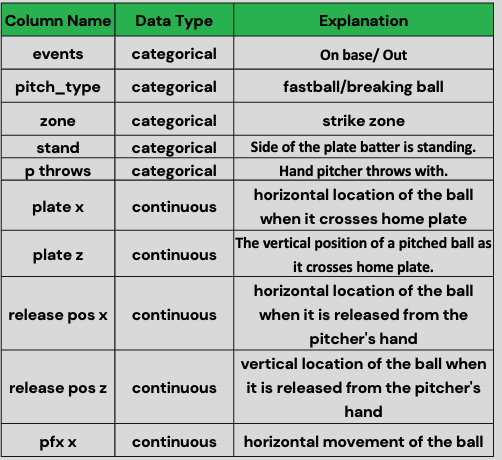 Column Name Data Type Explanation
events categorical On base/ Out
pitch_type categorical fastball/breaking ball
zone categorical strike zone
stand categorical Side of the plate batter is standing.
p throws categorical Hand pitcher throws with.
plate x continuous horizontal location of the ball
when it crosses home plate
plate z continuous The vertical position of a pitched ball as
it crosses home plate.
release pos x continuous horizontal location of the ball
when it is released from the
pitcher's hand
release pos z continuous vertical location of the ball when
it is released from the pitcher's
hand
pfx x continuous horizontal movement of the ball